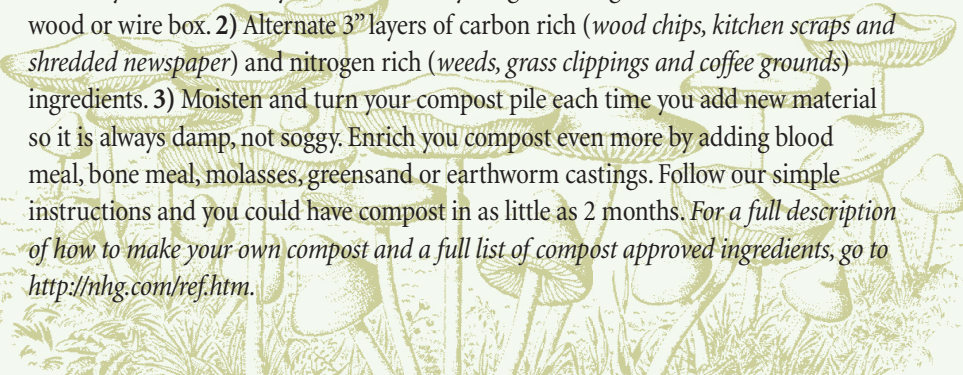 wood or wire box. 2) Alternate 3” layers of carbon rich (wood chips, kitchen scraps and
shredded newspaper) and nitrogen rich (weeds, grass clippings and coffee grounds)
ingredients. 3) Moisten and turn your compost pile each time you add new material
so it is always damp, not soggy. Enrich you compost even more by adding blood
meal, bone meal, molasses, greensand or earthworm castings. Follow our simple
instructions and you could have compost in as little as 2 months. For a full description
of how to make your own compost and a full list of compost approved ingredients, go to
http://nhg.com/ref.htm.